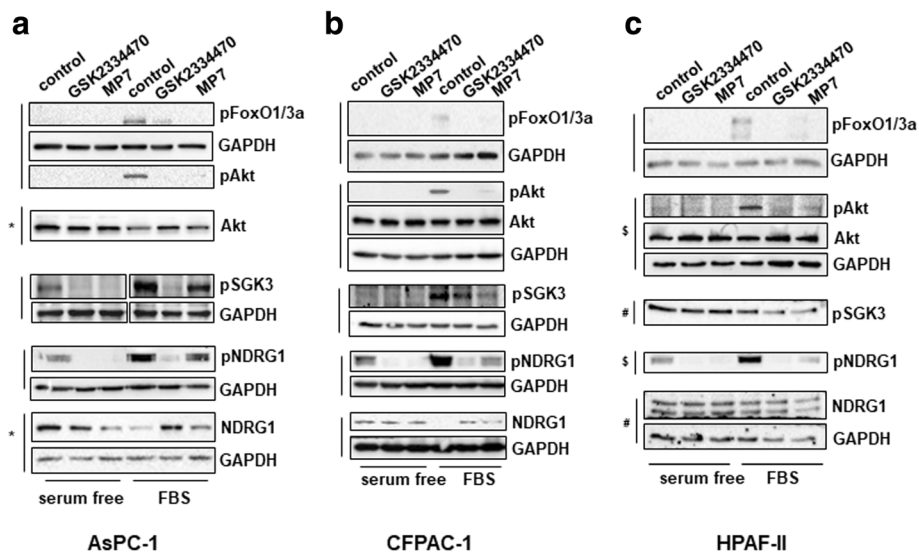 a
control
GSK2334470
MP7
control
GSK2334470
MP7
pFoxO1/3a
GAPDH
pAkt
* Akt
pSGK3
GAPDH
pNDRG1
GAPDH
* NDRG1
GAPDH
serum free FBS
AsPC-1
b
control
GSK2334470
MP7
control
GSK2334470
MP7
pFoxO1/3a
GAPDH
pAkt
Akt
GAPDH
pSGK3
GAPDH
pNDRG1
GAPDH
NDRG1
GAPDH
serum free FBS
CFPAC-1
c
control
GSK2334470
MP7
control
GSK2334470
MP7
pFoxO1/3a
GAPDH
pAkt
$ Akt
GAPDH
# pSGK3
$ pNDRG1
NDRG1
#
GAPDH
serum free FBS
HPAF-II